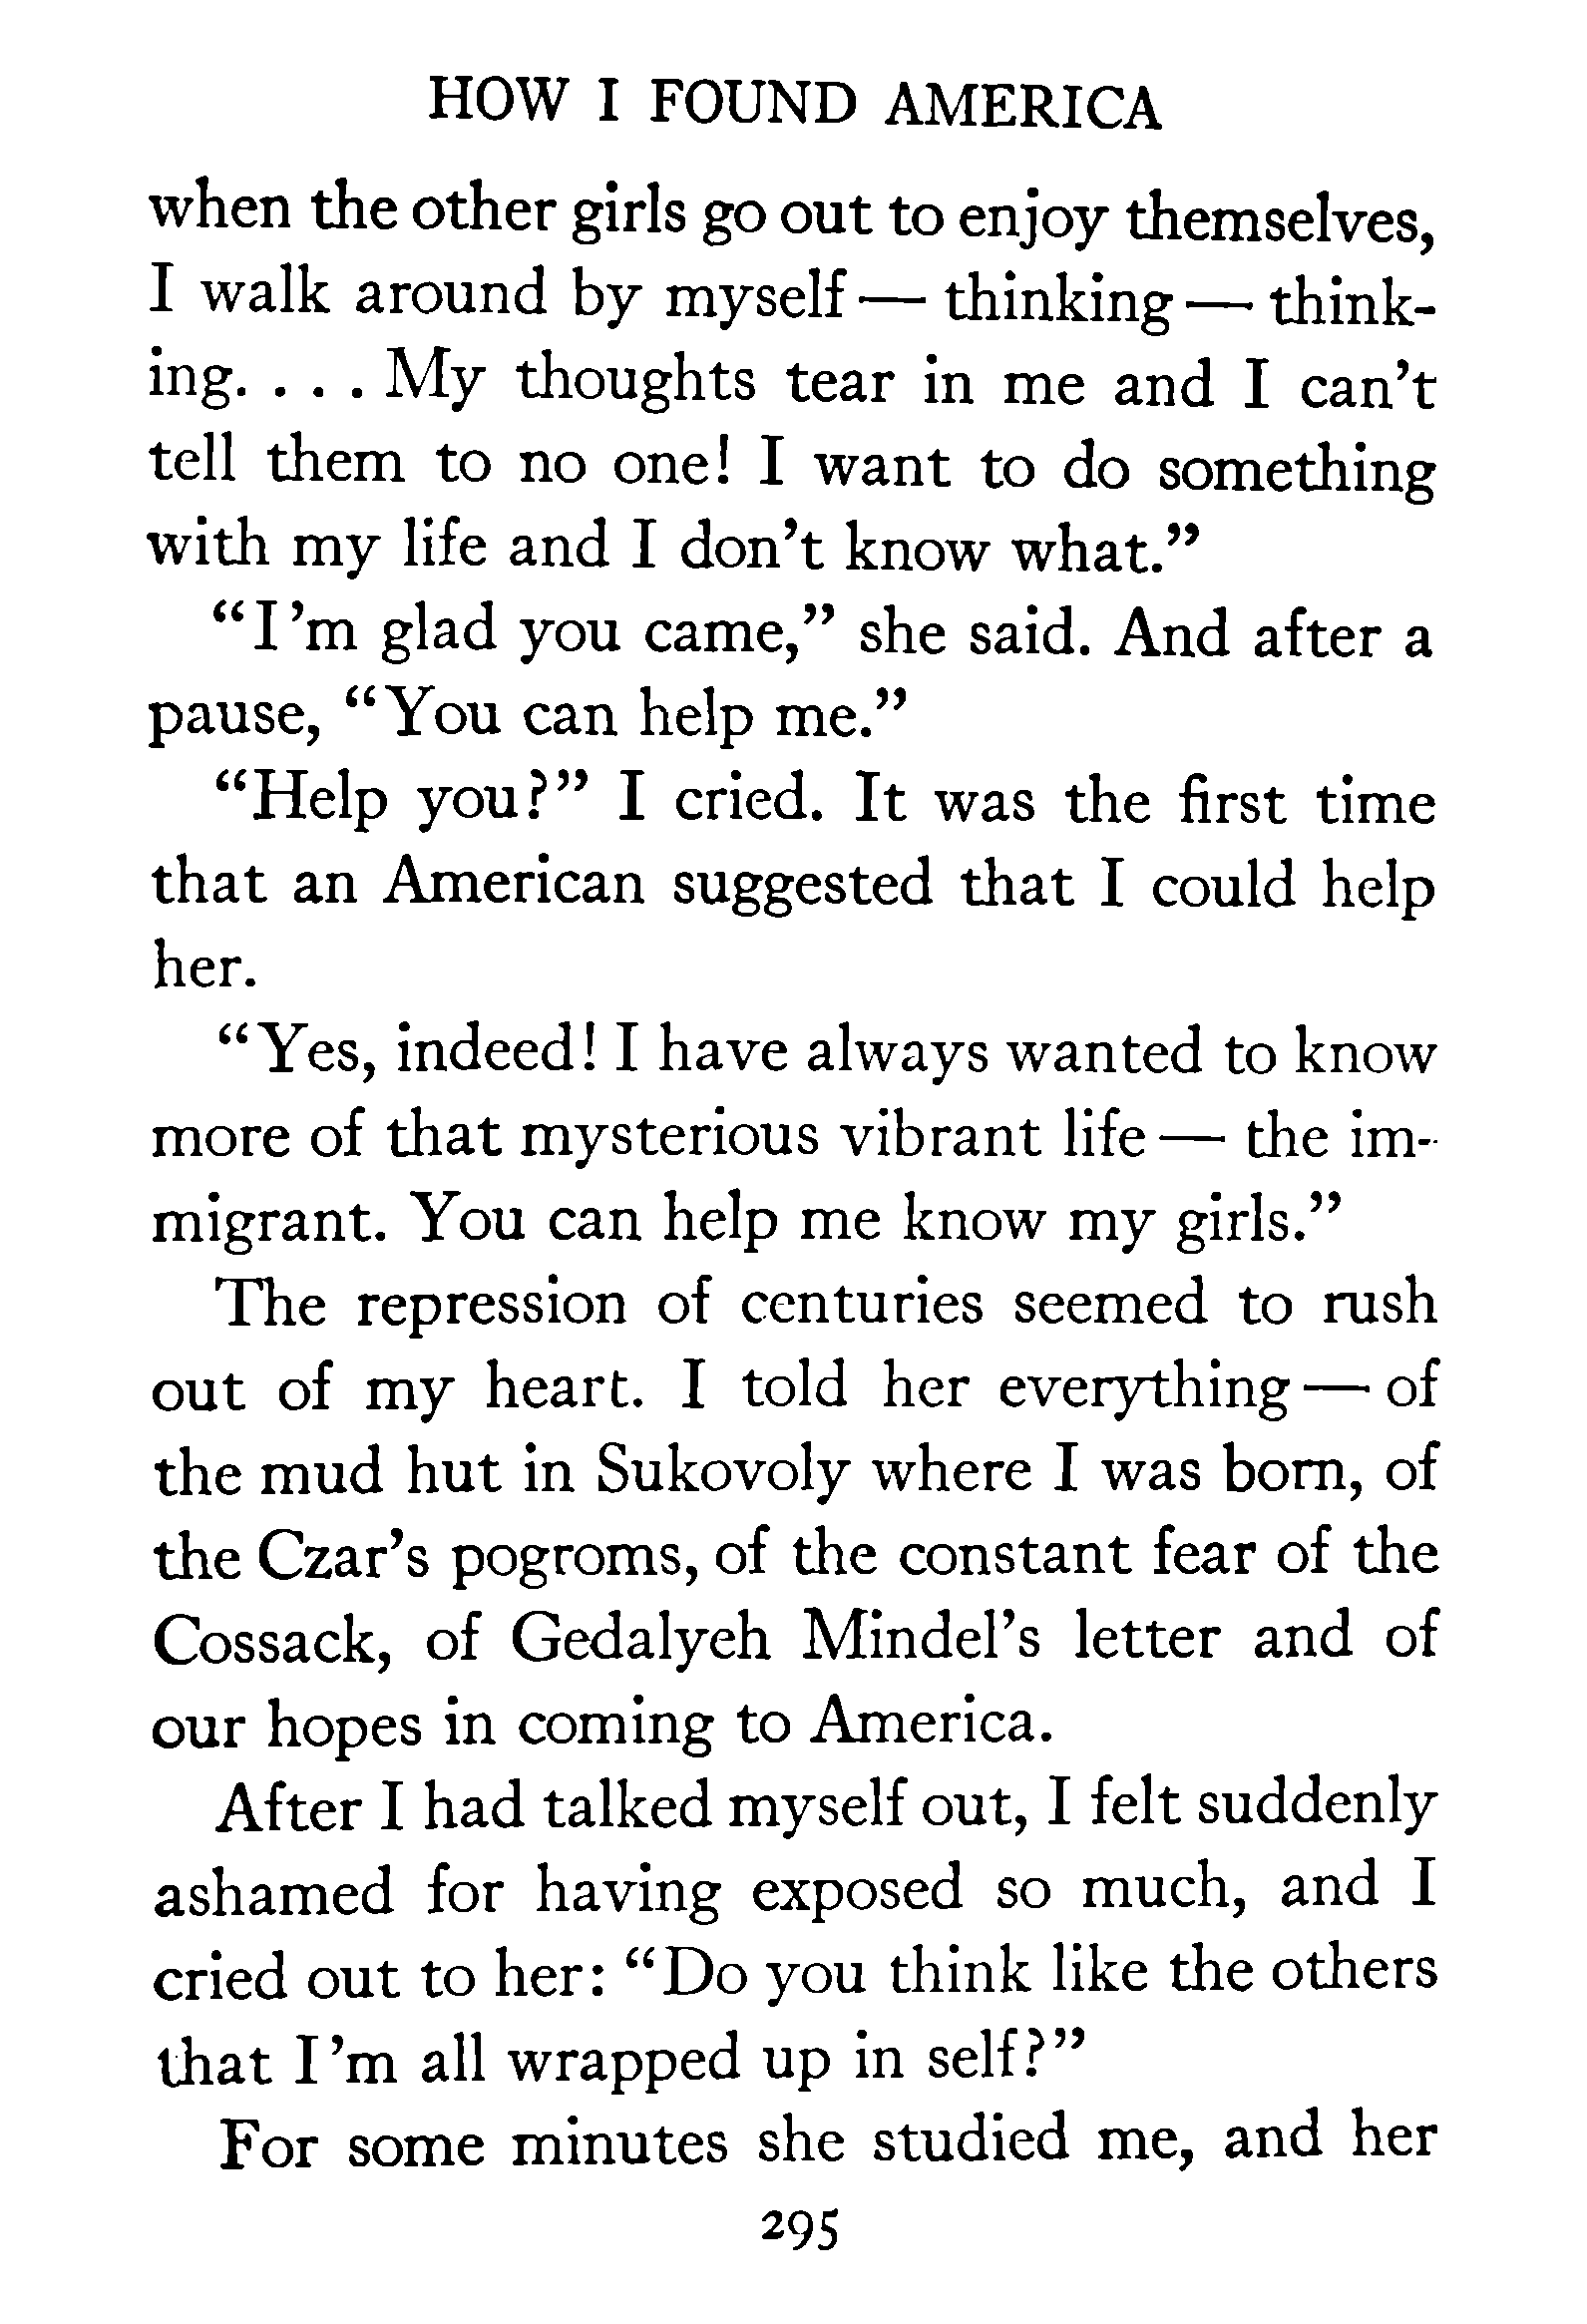 HOW I FOUND AMERICA
when the other girls go out to enjoy themselves,
I walk around by myself — thinking — think-
ing. . . . My thoughts tear in me and I can't
tell them to no one! I want to do something
with my life and I don't know what.”
“I 'm glad you came,” she said. And after a
pause, “You can help me.”
“Help you?” I cried. It was the first time
that an American suggested that I could help
her.
“Yes, indeed! I have always wanted to know
more of that mysterious vibrant life — the im-
migrant. You can help me know my girls.”
The repression of centuries seemed to rush
out of my heart. I told her everything — of
the mud hut in Sukovoly where I was born, of
the Czar's pogroms, of the constant fear of the
Cossack, of Gedalyeh Mindel's letter and of
our hopes in coming to America.
After I had talked myself out, I felt suddenly
ashamed for having exposed so much, and I
cried out to her: “Do you think like the others
that I 'm all wrapped up in self?”
For some minutes she studied me, and her
295